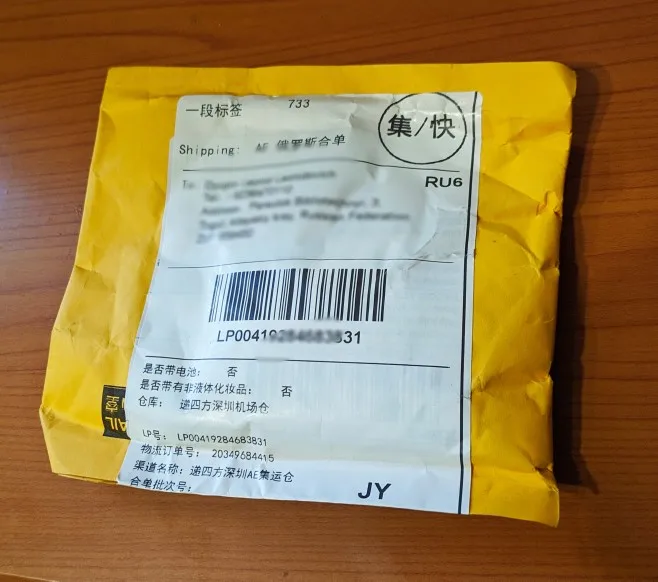 一段标签 733
集/快
Shipping: AE 俄罗斯合单
RU6
To:
LP00419284683831
是否带电池: 否
是否带有非液体化妆品: 否
仓库: 递四方深圳机场仓
LP号: LP00419284683831
物流订单号: 20349684415
渠道名称: 递四方深圳AE集运仓
合单批次号:
JY
AIL